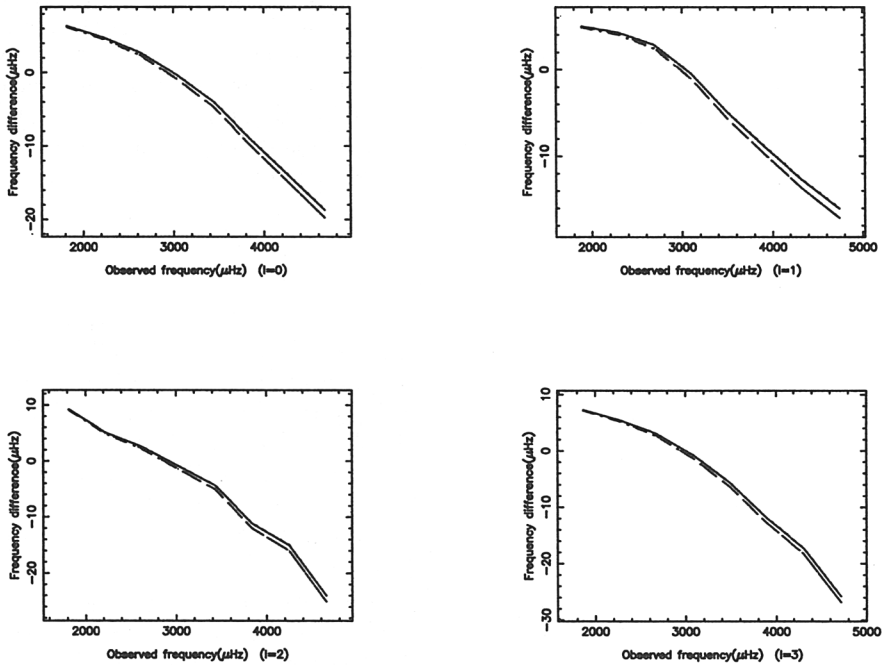 Frequency difference(μHz)
0
−10
−20
2000 3000 4000
Observed frequency(μHz) (l=0)
Frequency difference(μHz)
0
−10
2000 3000 4000 5000
Observed frequency(μHz) (l=1)
Frequency difference(μHz)
10
0
−10
−20
2000 3000 4000
Observed frequency(μHz) (l=2)
Frequency difference(μHz)
10
0
−10
−20
−30
2000 3000 4000 5000
Observed frequency(μHz) (l=3)